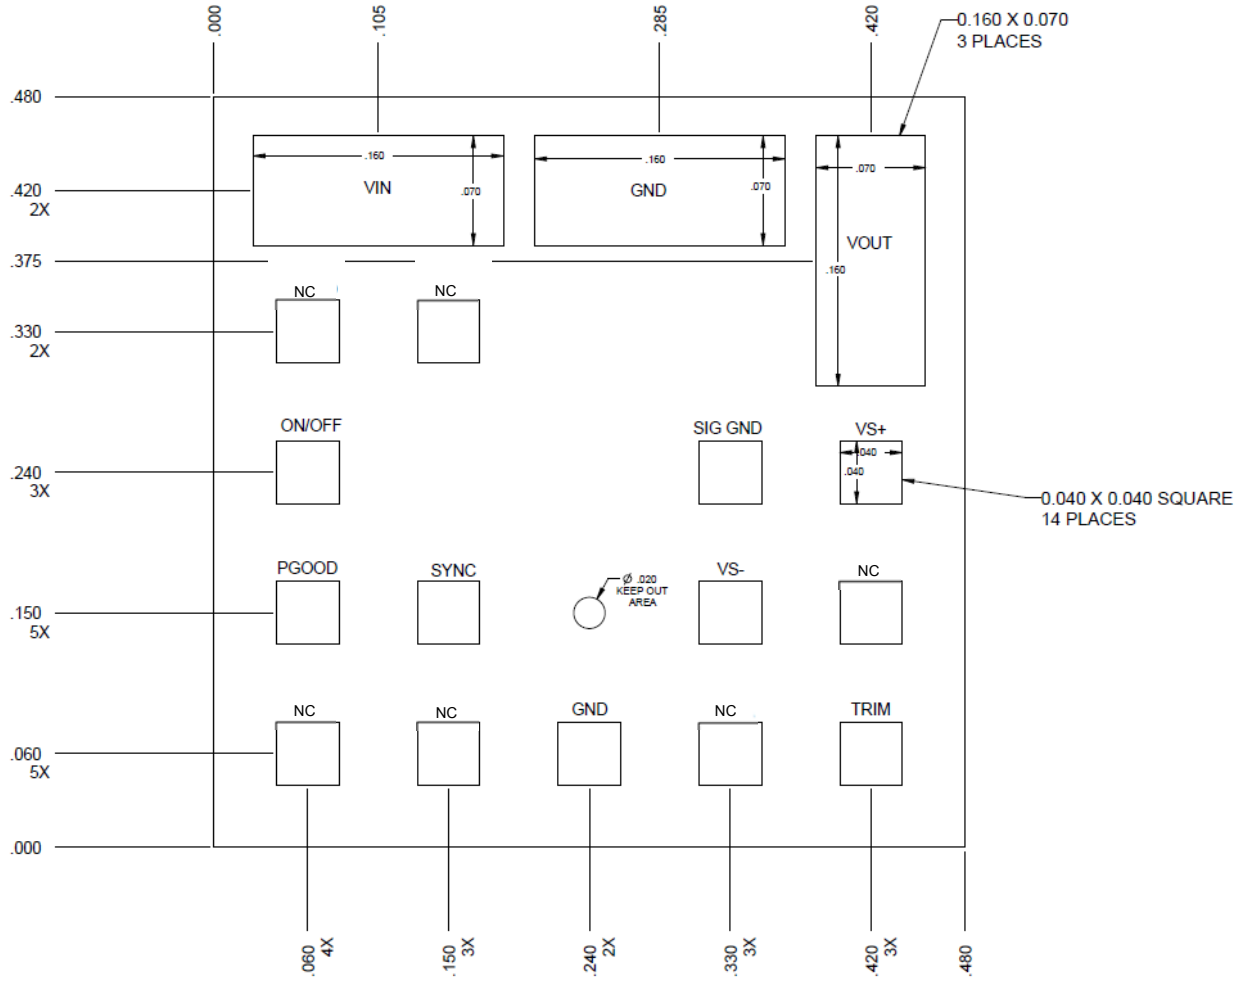 .000
.105
.285
.420
0.160 X 0.070
3 PLACES
.480
.160
.070
VIN
.160
.070
GND
.070
.160
VOUT
.420
2X
.375
NC
NC
.330
2X
ON/OFF
SIG GND
VS+
.040
.040
.240
3X
0.040 X 0.040 SQUARE
14 PLACES
PGOOD
SYNC
Ø .020
KEEP OUT
AREA
VS-
NC
.150
5X
NC
NC
GND
NC
TRIM
.060
5X
.000
.060 4X
.150 3X
.240 2X
.330 3X
.420 3X
.480